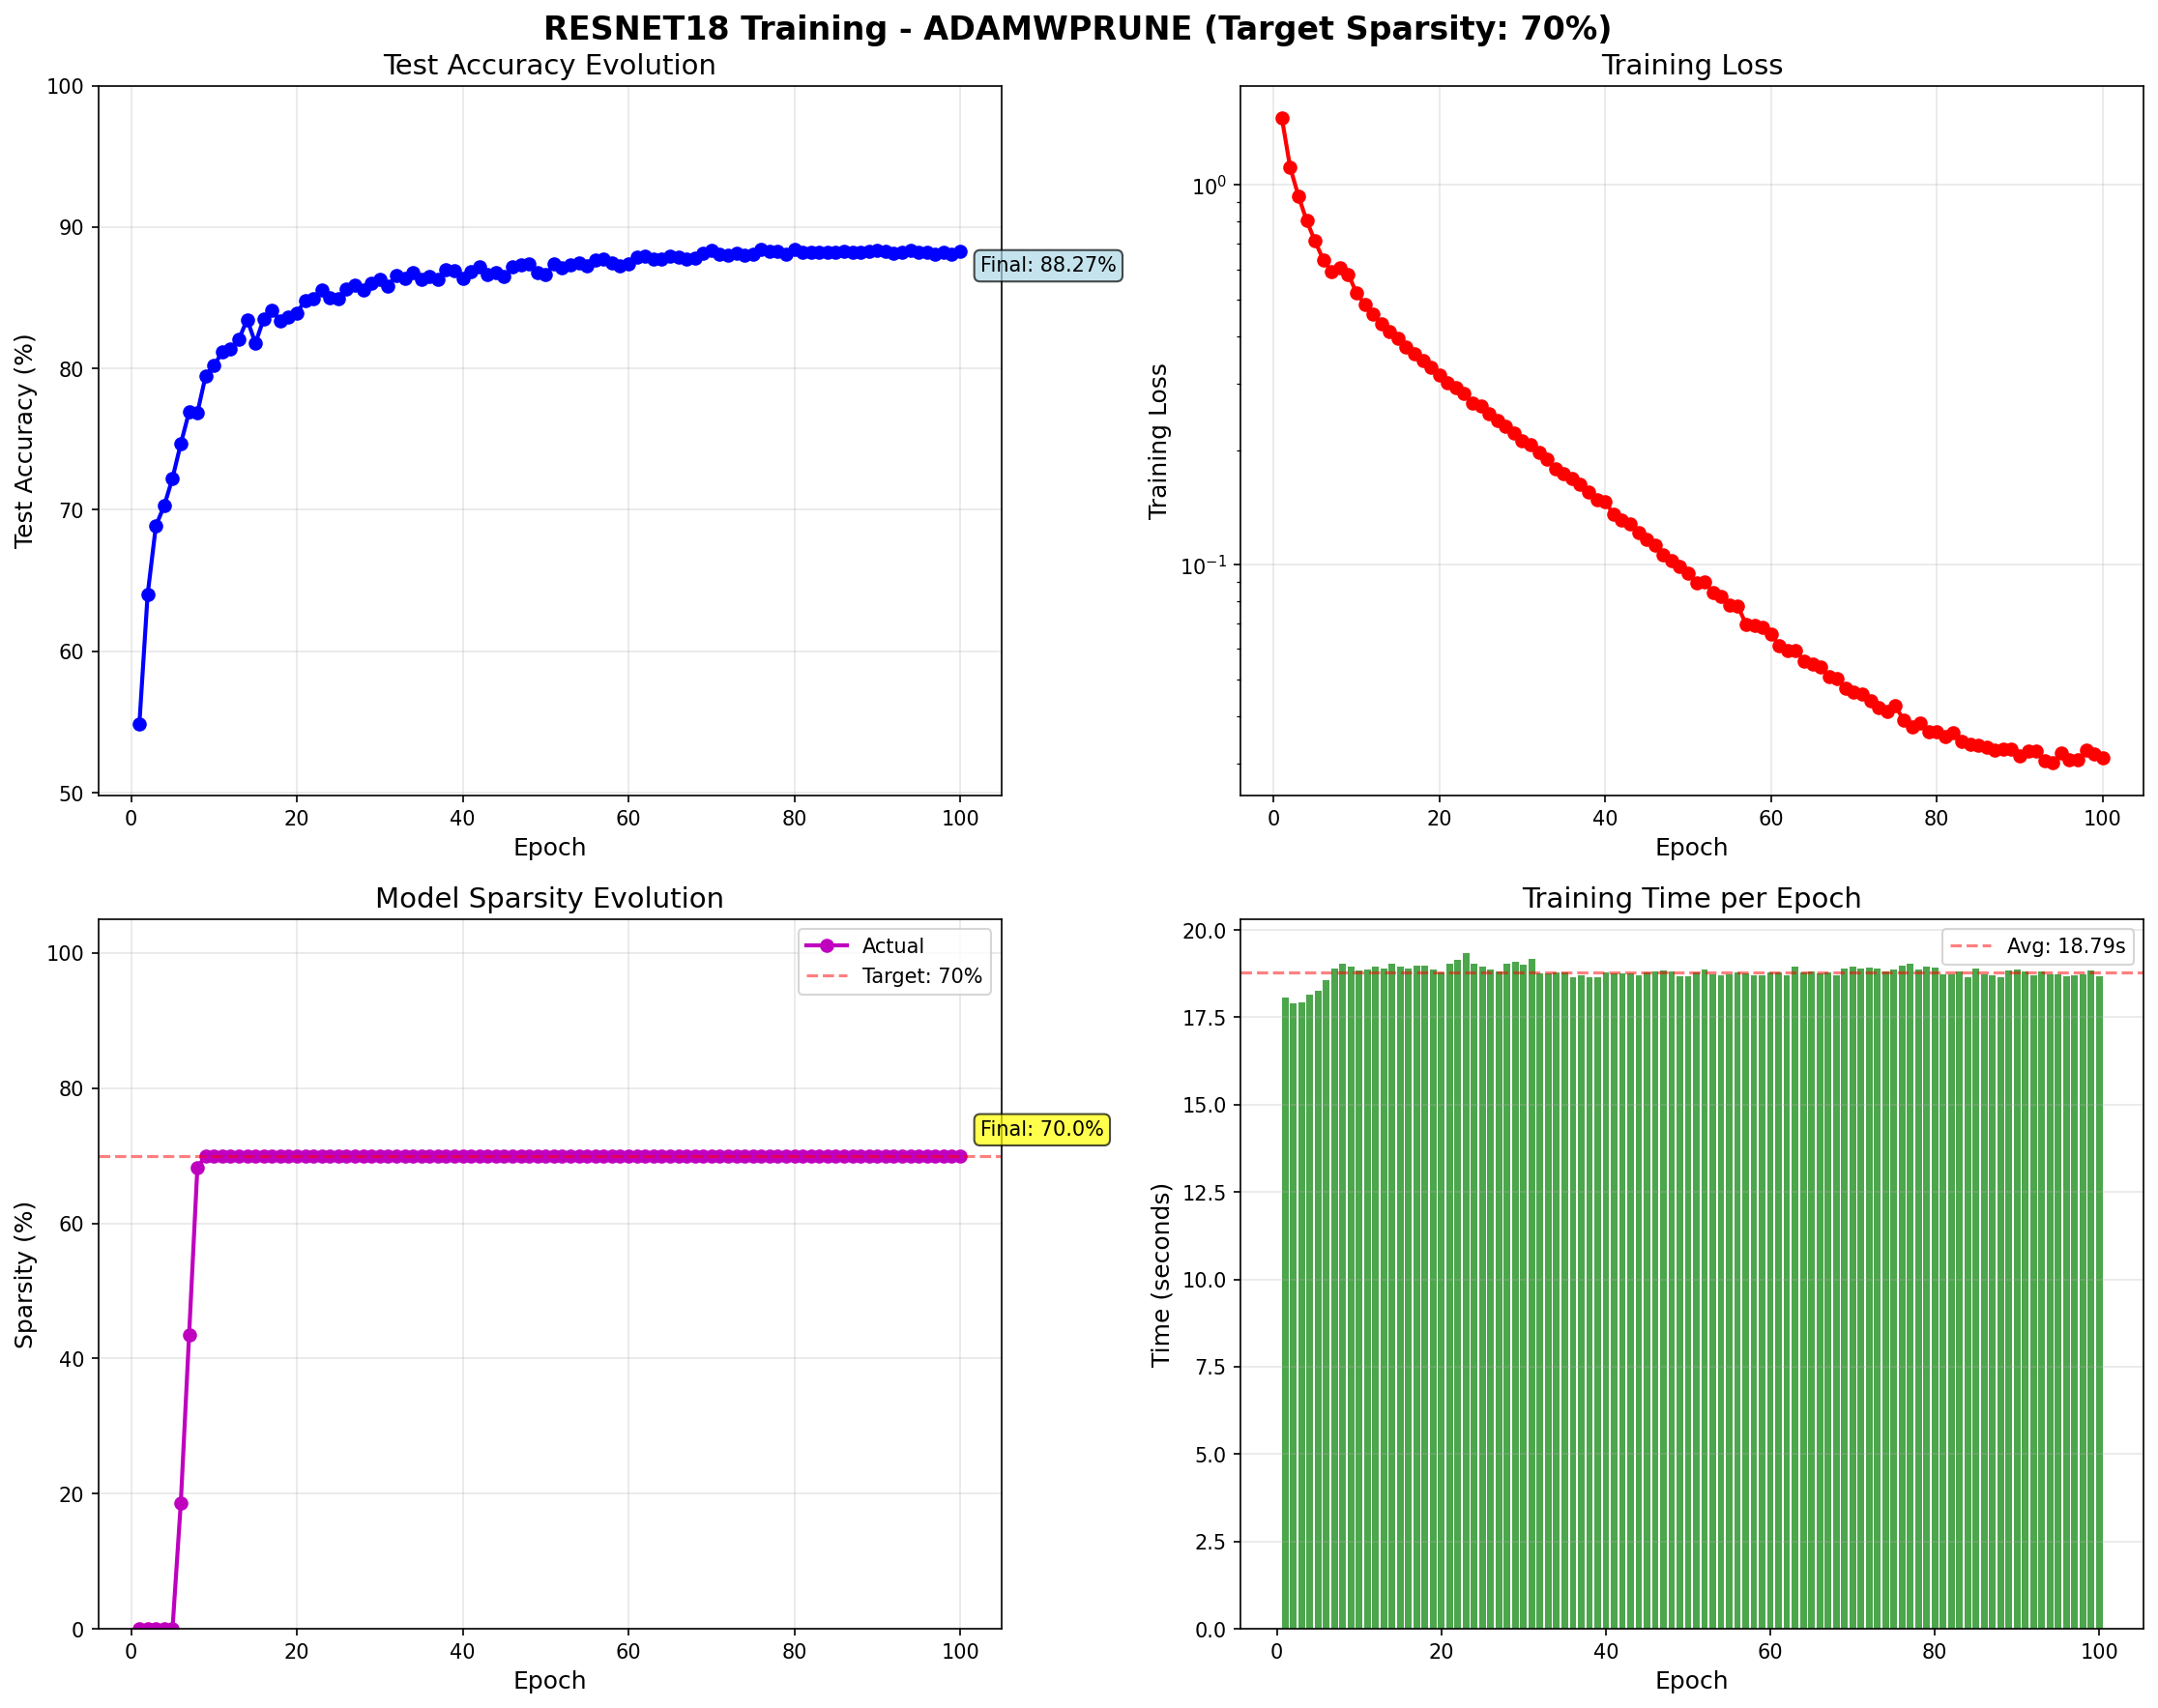 RESNET18 Training - ADAMWPRUNE (Target Sparsity: 70%)
Test Accuracy Evolution
Test Accuracy (%)
100
90
80
70
60
50
0 20 40 60 80 100
Epoch
Final: 88.27%
Training Loss
Training Loss
10⁰
10⁻¹
0 20 40 60 80 100
Epoch
Model Sparsity Evolution
Sparsity (%)
100
80
60
40
20
0
0 20 40 60 80 100
Epoch
Actual
Target: 70%
Final: 70.0%
Training Time per Epoch
Time (seconds)
20.0
17.5
15.0
12.5
10.0
7.5
5.0
2.5
0.0
0 20 40 60 80 100
Epoch
Avg: 18.79s